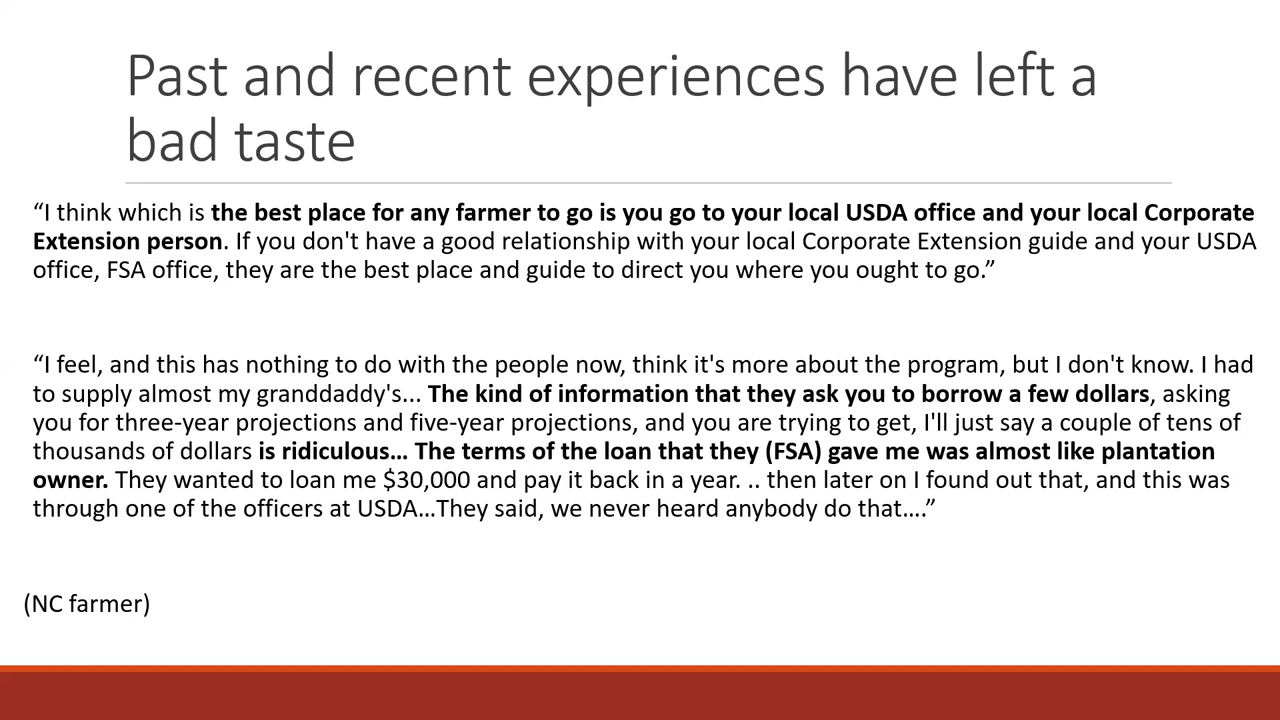 Past and recent experiences have left a
bad taste
“I think which is the best place for any farmer to go is you go to your local USDA office and your local Corporate
Extension person. If you don't have a good relationship with your local Corporate Extension guide and your USDA
office, FSA office, they are the best place and guide to direct you where you ought to go.”
“I feel, and this has nothing to do with the people now, think it's more about the program, but I don't know. I had
to supply almost my granddaddy's... The kind of information that they ask you to borrow a few dollars, asking
you for three-year projections and five-year projections, and you are trying to get, I'll just say a couple of tens of
thousands of dollars is ridiculous… The terms of the loan that they (FSA) gave me was almost like plantation
owner. They wanted to loan me $30,000 and pay it back in a year. .. then later on I found out that, and this was
through one of the officers at USDA…They said, we never heard anybody do that….”
(NC farmer)